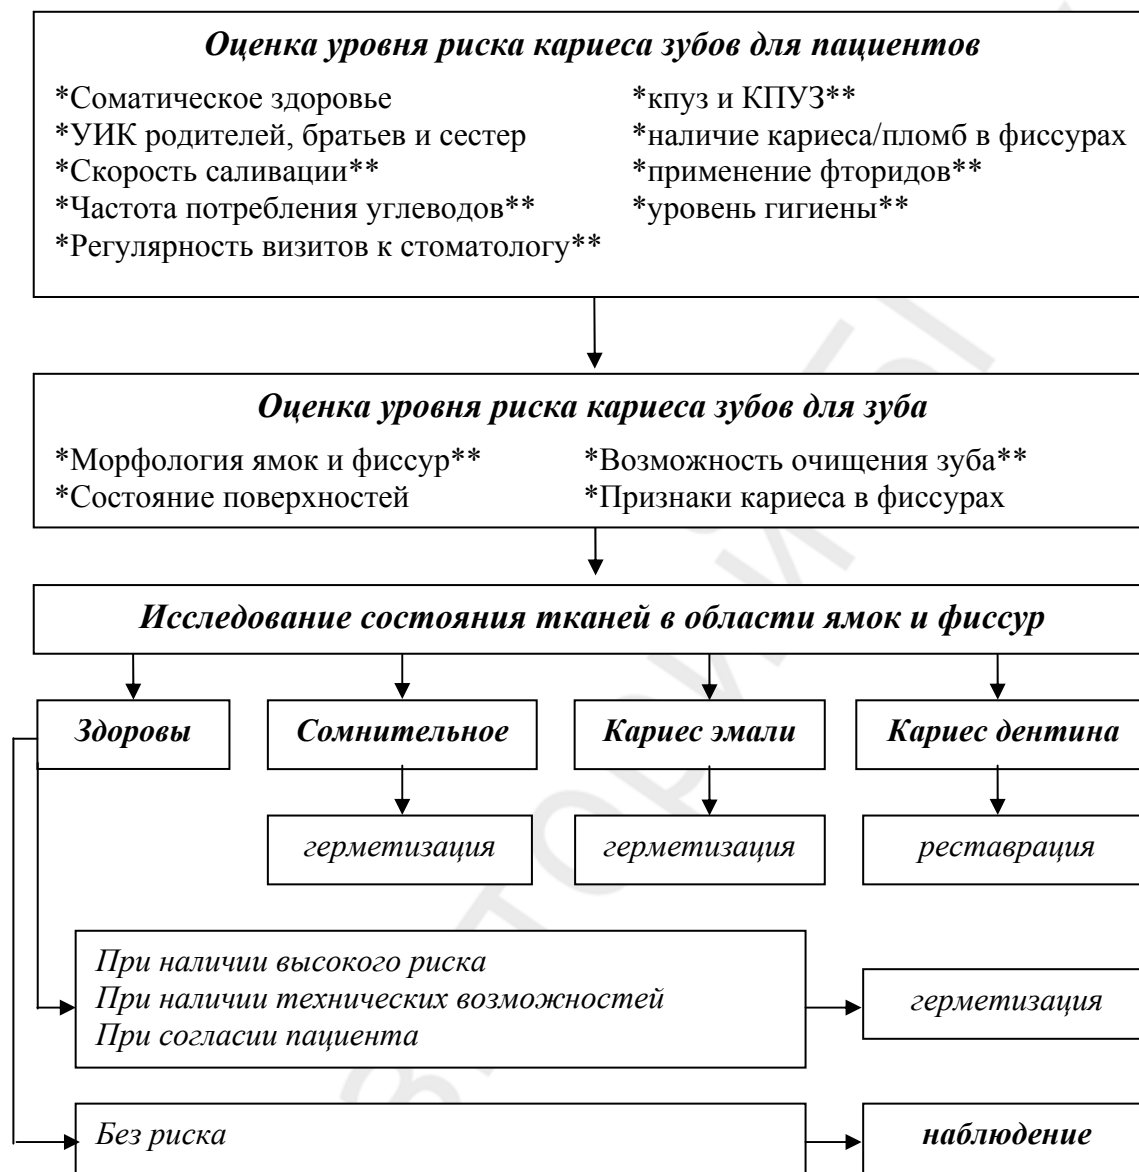 Оценка уровня риска кариеса зубов для пациентов
*Соматическое здоровье
*УИК родителей, братьев и сестер
*Скорость саливации**
*Частота потребления углеводов**
*Регулярность визитов к стоматологу**
*кпуз и КПУЗ**
*наличие кариеса/пломб в фиссурах
*применение фторидов**
*уровень гигиены**
Оценка уровня риска кариеса зубов для зуба
*Морфология ямок и фиссур**
*Состояние поверхностей
*Возможность очищения зуба**
*Признаки кариеса в фиссурах
Исследование состояния тканей в области ямок и фиссур
Здоровы
Сомнительное
Кариес эмали
Кариес дентина
герметизация
герметизация
реставрация
При наличии высокого риска
При наличии технических возможностей
При согласии пациента
герметизация
Без риска
наблюдение